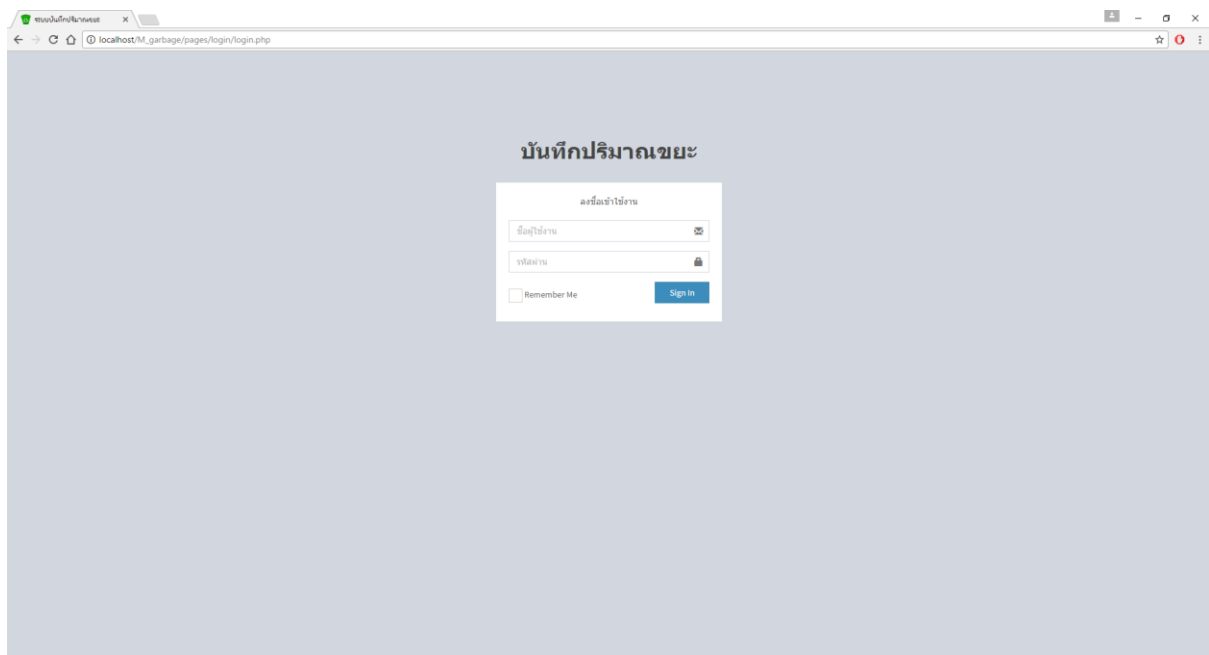 ระบบบันทึกปริมาณขยะ
localhost/M_garbage/pages/login/login.php
บันทึกปริมาณขยะ
ลงชื่อเข้าใช้งาน
ชื่อผู้ใช้งาน
รหัสผ่าน
Remember Me
Sign In